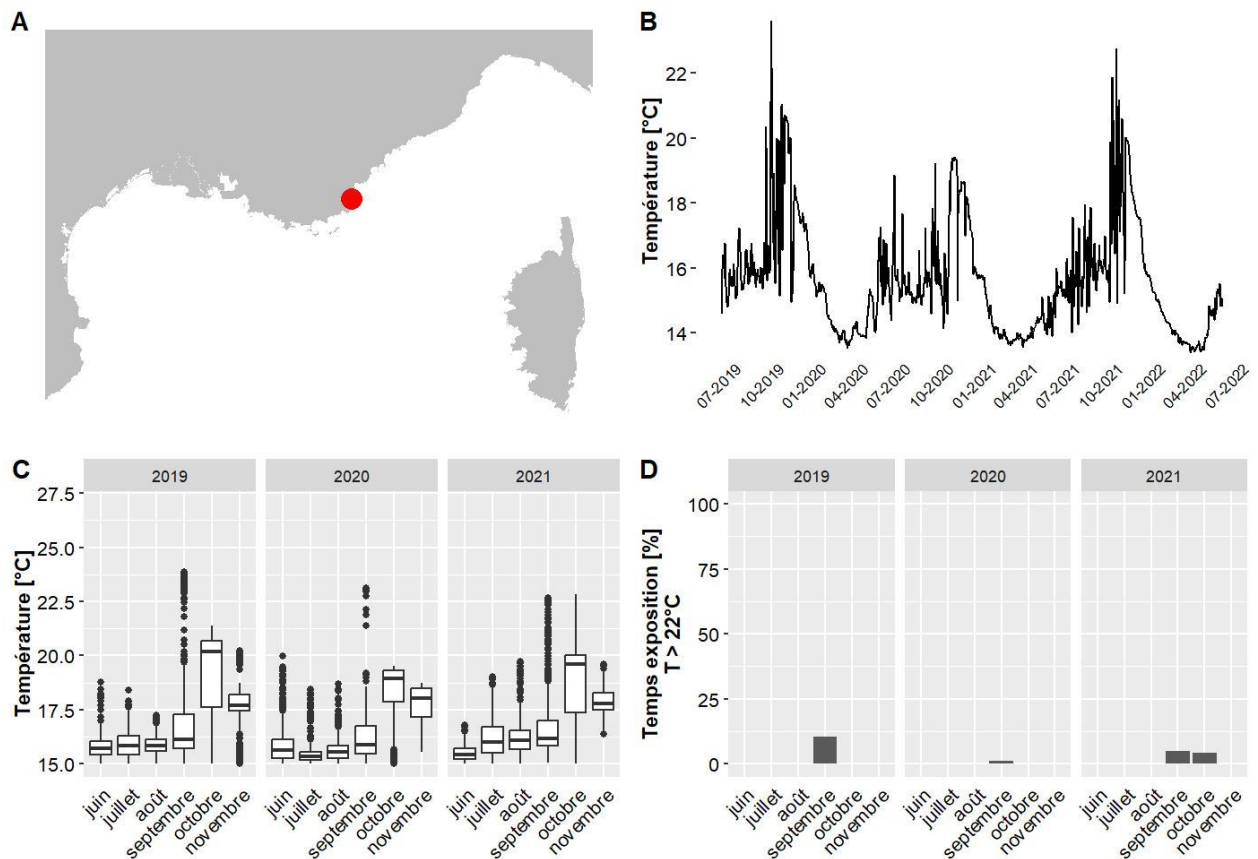 A
B
Température [°C]
22
20
18
16
14
07-2019
10-2019
01-2020
04-2020
07-2020
10-2020
01-2021
04-2021
07-2021
10-2021
01-2022
04-2022
07-2022
C
2019
2020
2021
Température [°C]
27.5
25.0
22.5
20.0
17.5
15.0
juin
juillet
août
septembre
octobre
novembre
juin
juillet
août
septembre
octobre
novembre
juin
juillet
août
septembre
octobre
novembre
D
2019
2020
2021
Temps exposition [%]
T > 22°C
100
75
50
25
0
juin
juillet
août
septembre
octobre
novembre
juin
juillet
août
septembre
octobre
novembre
juin
juillet
août
septembre
octobre
novembre